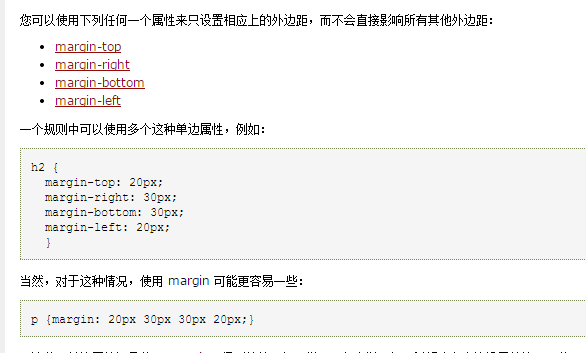 您可以使用下列任何一个属性来只设置相应上的外边距，而不会直接影响所有其他外边距：
margin-top
margin-right
margin-bottom
margin-left
一个规则中可以使用多个这种单边属性，例如：
h2 {
margin-top: 20px;
margin-right: 30px;
margin-bottom: 30px;
margin-left: 20px;
}
当然，对于这种情况，使用 margin 可能更容易一些：
p {margin: 20px 30px 30px 20px;}